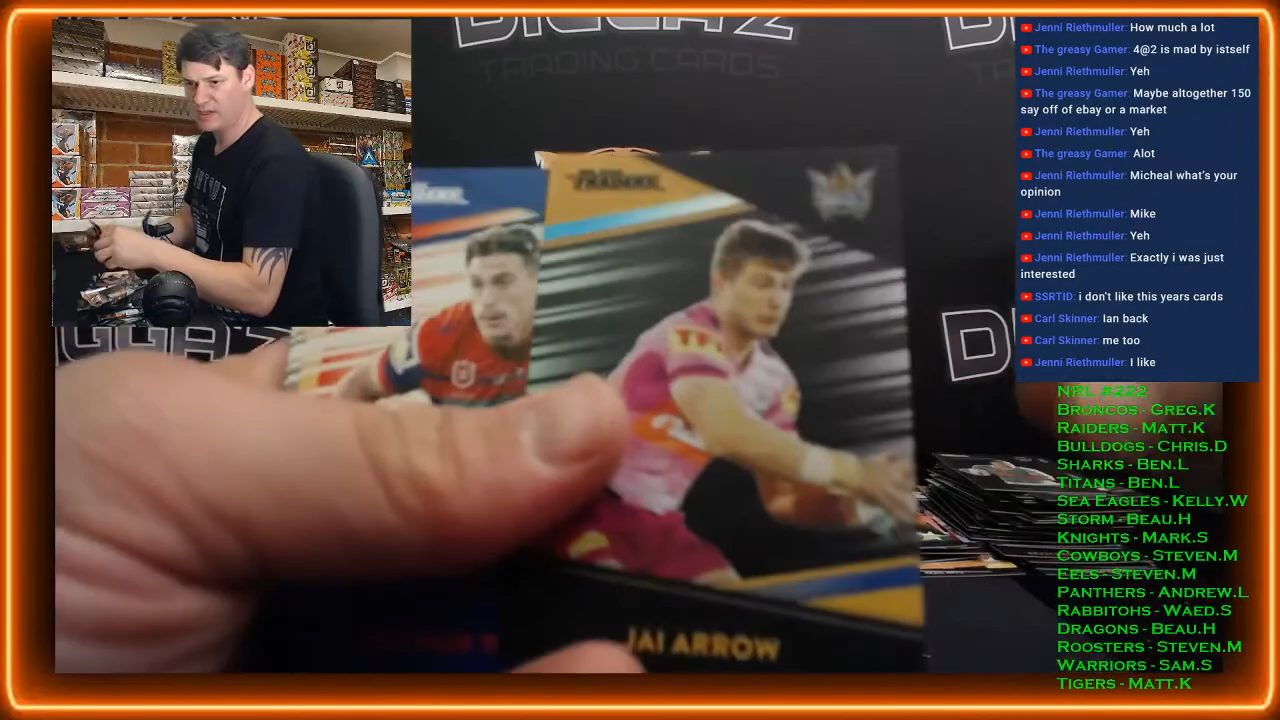 DIGGAZ
TRADING CARDS
TRADERS
JAI ARROW
Jenni Riethmuller: How much a lot
The greasy Gamer: 4@2 is mad by istself
Jenni Riethmuller: Yeh
The greasy Gamer: Maybe altogether 150
say off of ebay or a market
Jenni Riethmuller: Yeh
The greasy Gamer: Alot
Jenni Riethmuller: Micheal what's your
opinion
Jenni Riethmuller: Mike
Jenni Riethmuller: Yeh
Jenni Riethmuller: Exactly i was just
interested
SSRTID: i don't like this years cards
Carl Skinner: Ian back
Carl Skinner: me too
Jenni Riethmuller: I like
NRL #222
BRONCOS - GREG.K
RAIDERS - MATT.K
BULLDOGS - CHRIS.D
SHARKS - BEN.L
TITANS - BEN.L
SEA EAGLES - KELLY.W
STORM - BEAU.H
KNIGHTS - MARK.S
COWBOYS - STEVEN.M
EELS - STEVEN.M
PANTHERS - ANDREW.L
RABBITOHS - WAED.S
DRAGONS - BEAU.H
ROOSTERS - STEVEN.M
WARRIORS - SAM.S
TIGERS - MATT.K